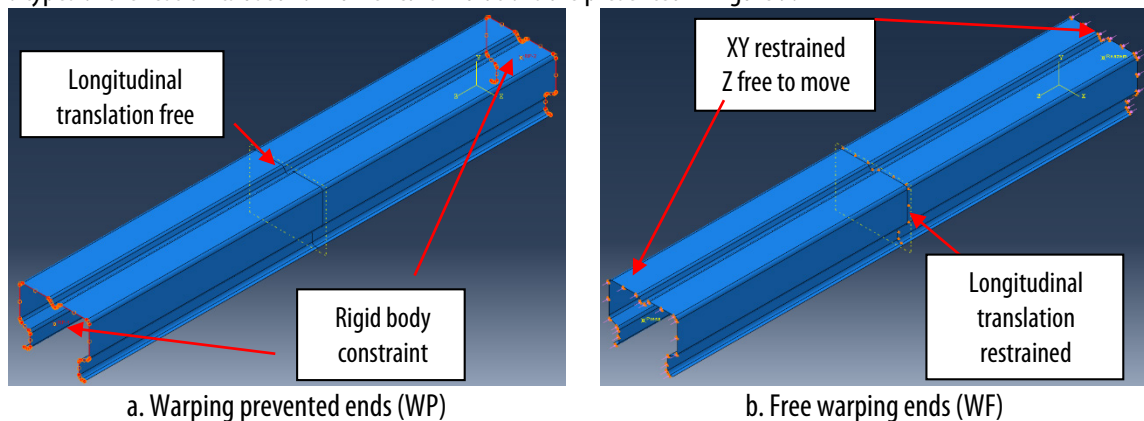 Longitudinal
translation free
Rigid body
constraint
a. Warping prevented ends (WP)
XY restrained
Z free to move
Longitudinal
translation
restrained
b. Free warping ends (WF)